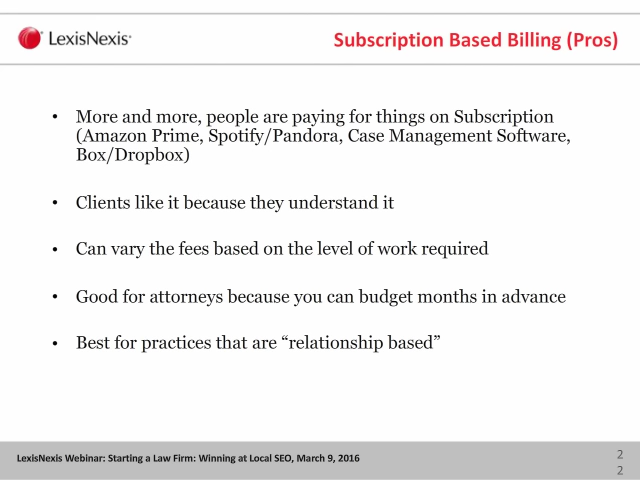 LexisNexis®
Subscription Based Billing (Pros)
• More and more, people are paying for things on Subscription
(Amazon Prime, Spotify/Pandora, Case Management Software,
Box/Dropbox)
• Clients like it because they understand it
• Can vary the fees based on the level of work required
• Good for attorneys because you can budget months in advance
• Best for practices that are “relationship based”
LexisNexis Webinar: Starting a Law Firm: Winning at Local SEO, March 9, 2016
2
2